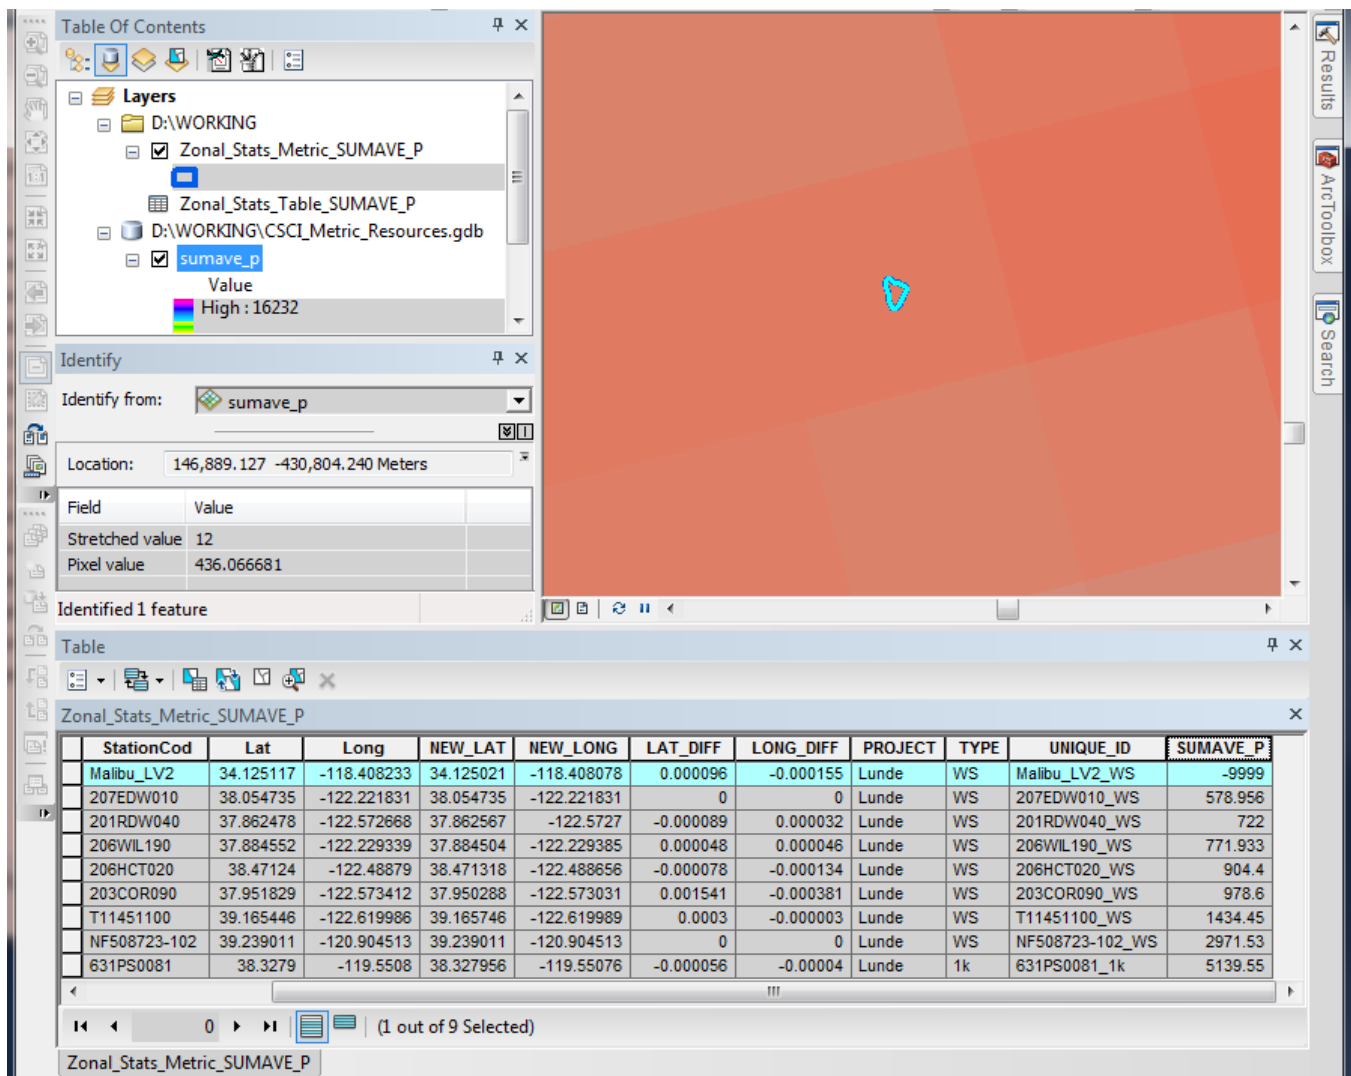 Table Of Contents
Layers
D:\WORKING
Zonal_Stats_Metric_SUMAVE_P
Zonal_Stats_Table_SUMAVE_P
D:\WORKING\CSCI_Metric_Resources.gdb
sumave_p
Value
High : 16232
Identify
Identify from: sumave_p
Location: 146,889.127 -430,804.240 Meters
Field Value
Stretched value 12
Pixel value 436.066681
Identified 1 feature
Results
ArcToolbox
Search
1:1
Table
Zonal_Stats_Metric_SUMAVE_P
StationCod Lat Long NEW_LAT NEW_LONG LAT_DIFF LONG_DIFF PROJECT TYPE UNIQUE_ID SUMAVE_P
Malibu_LV2 34.125117 -118.408233 34.125021 -118.408078 0.000096 -0.000155 Lunde WS Malibu_LV2_WS -9999
207EDW010 38.054735 -122.221831 38.054735 -122.221831 0 0 Lunde WS 207EDW010_WS 578.956
201RDW040 37.862478 -122.572668 37.862567 -122.5727 -0.000089 0.000032 Lunde WS 201RDW040_WS 722
206WIL190 37.884552 -122.229339 37.884504 -122.229385 0.000048 0.000046 Lunde WS 206WIL190_WS 771.933
206HCT020 38.47124 -122.48879 38.471318 -122.488656 -0.000078 -0.000134 Lunde WS 206HCT020_WS 904.4
203COR090 37.951829 -122.573412 37.950288 -122.573031 0.001541 -0.000381 Lunde WS 203COR090_WS 978.6
T11451100 39.165446 -122.619986 39.165746 -122.619989 0.0003 -0.000003 Lunde WS T11451100_WS 1434.45
NF508723-102 39.239011 -120.904513 39.239011 -120.904513 0 0 Lunde WS NF508723-102_WS 2971.53
631PS0081 38.3279 -119.5508 38.327956 -119.55076 -0.000056 -0.00004 Lunde 1k 631PS0081_1k 5139.55
0 (1 out of 9 Selected)
Zonal_Stats_Metric_SUMAVE_P